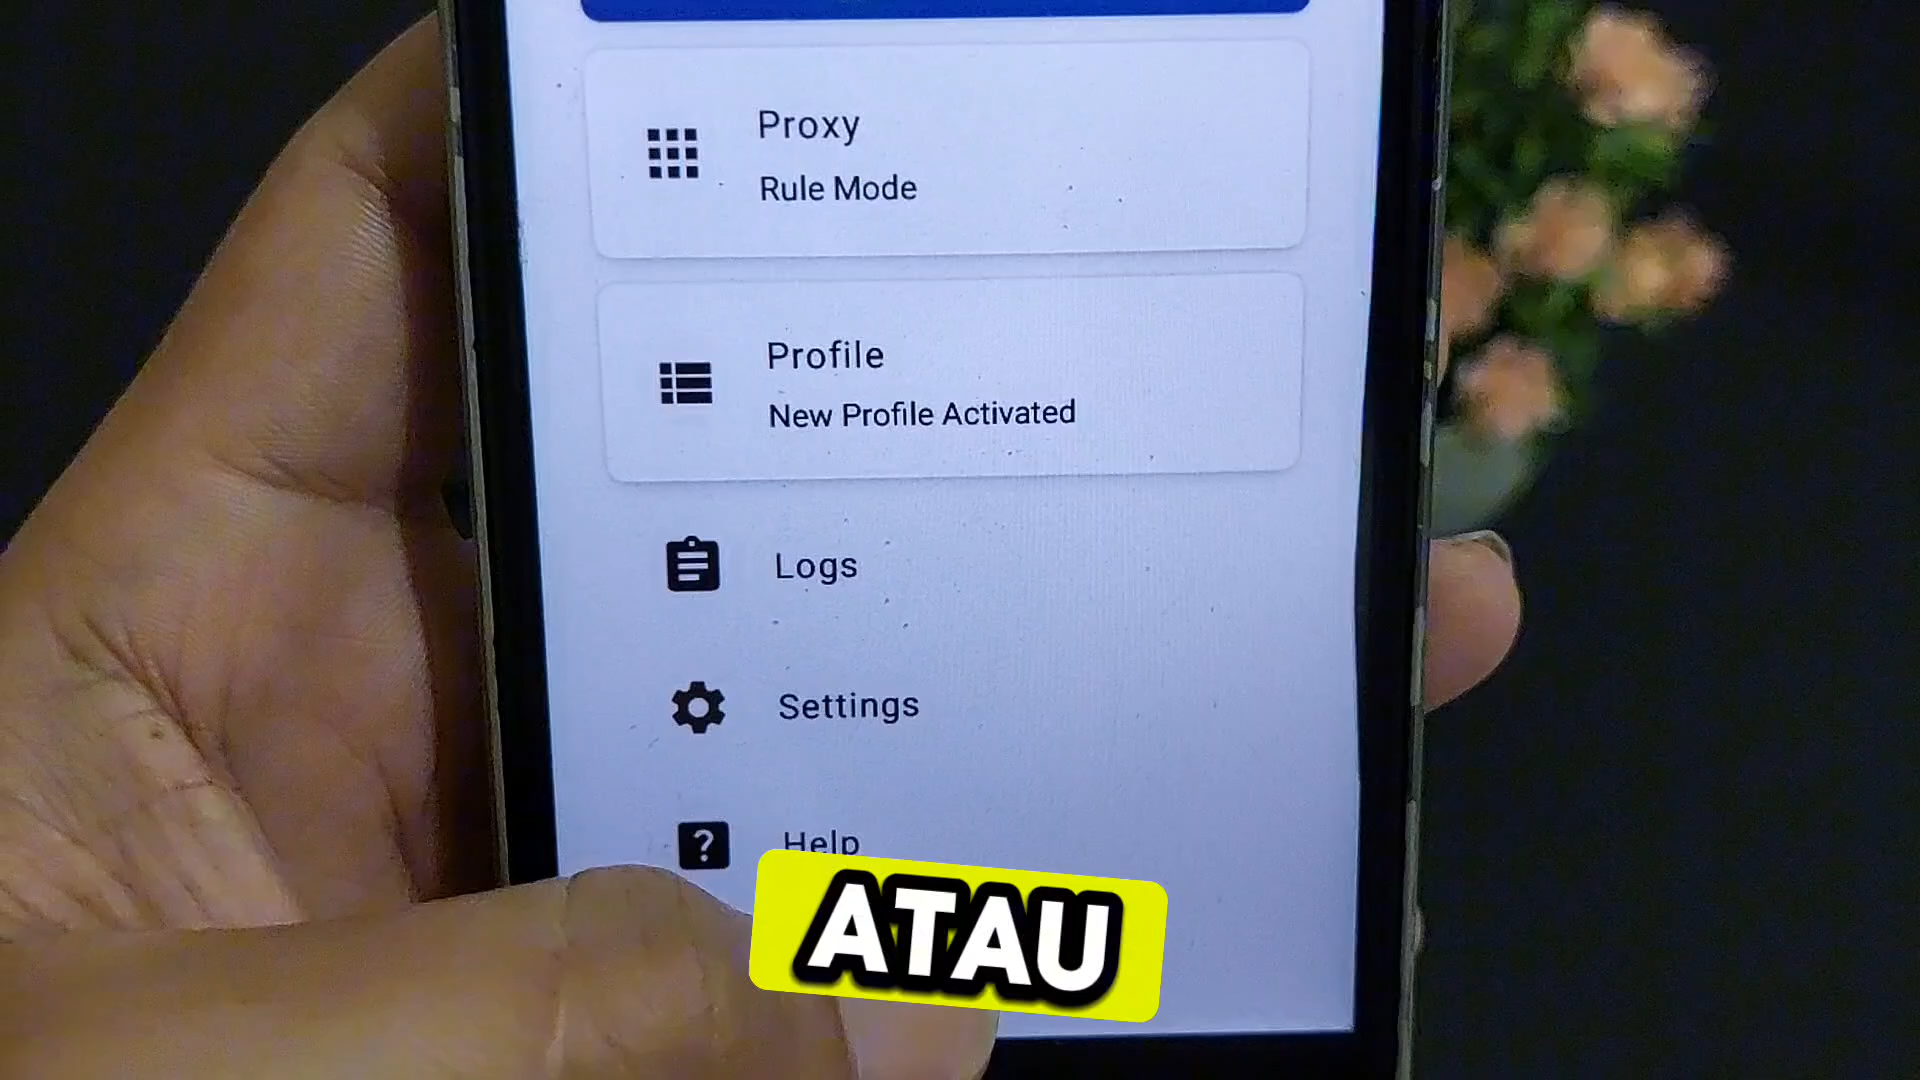 Proxy
Rule Mode
Profile
New Profile Activated
Logs
Settings
Help
ATAU